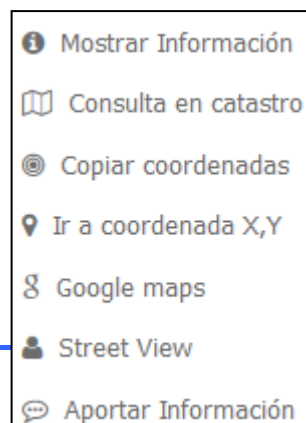 Mostrar Información
Consulta en catastro
Copiar coordenadas
Ir a coordenada X,Y
Google maps
Street View
Aportar Información